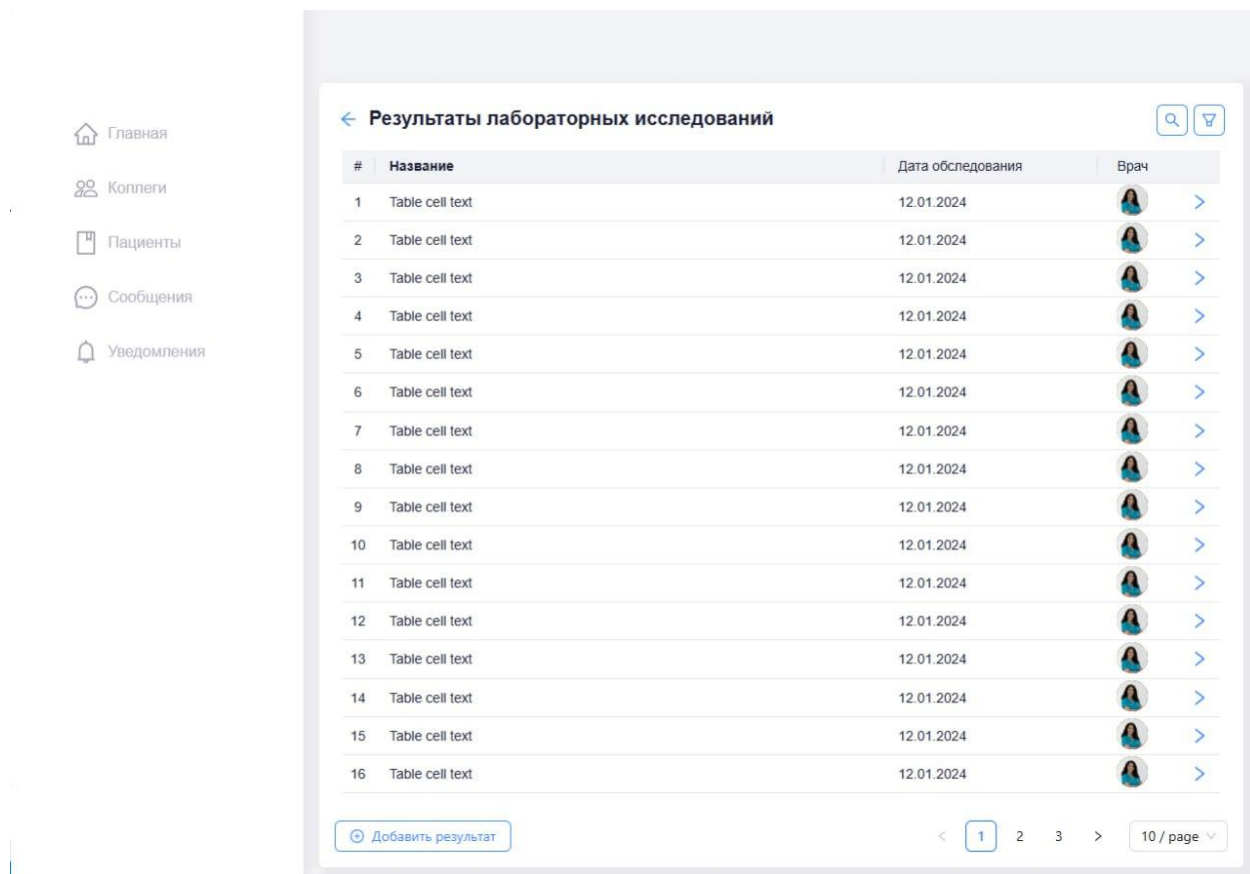 Главная
Коллеги
Пациенты
Сообщения
Уведомления
Результаты лабораторных исследований
# Название Дата обследования Врач
1 Table cell text 12.01.2024
2 Table cell text 12.01.2024
3 Table cell text 12.01.2024
4 Table cell text 12.01.2024
5 Table cell text 12.01.2024
6 Table cell text 12.01.2024
7 Table cell text 12.01.2024
8 Table cell text 12.01.2024
9 Table cell text 12.01.2024
10 Table cell text 12.01.2024
11 Table cell text 12.01.2024
12 Table cell text 12.01.2024
13 Table cell text 12.01.2024
14 Table cell text 12.01.2024
15 Table cell text 12.01.2024
16 Table cell text 12.01.2024
Добавить результат < 1 2 3 > 10 / page